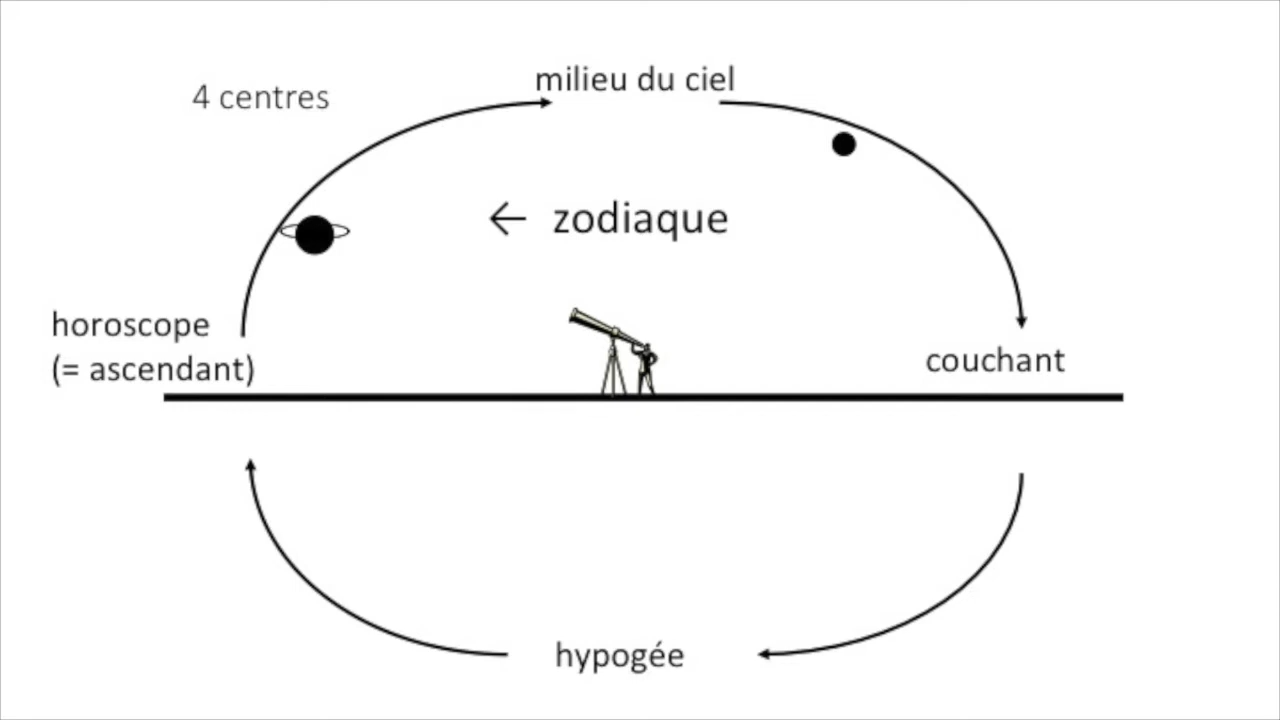 milieu du ciel
4 centres
← zodiaque
horoscope
(= ascendant)
couchant
hypogée